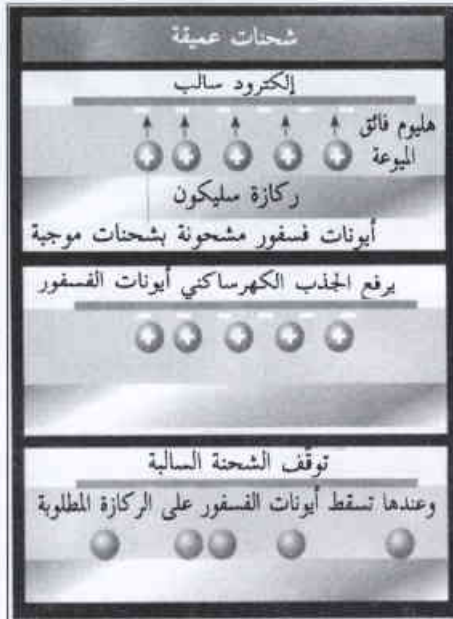 شحنات عميقة
إلكترود سالب
هليوم فائق
الميوعة
ركازة سليكون
أيونات فسفور مشحونة بشحنات موجبة
يرفع الجذب الكهرساكني أيونات الفسفور
توقّف الشحنة السالبة
وعندها تسقط أيونات الفسفور على الركازة المطلوبة